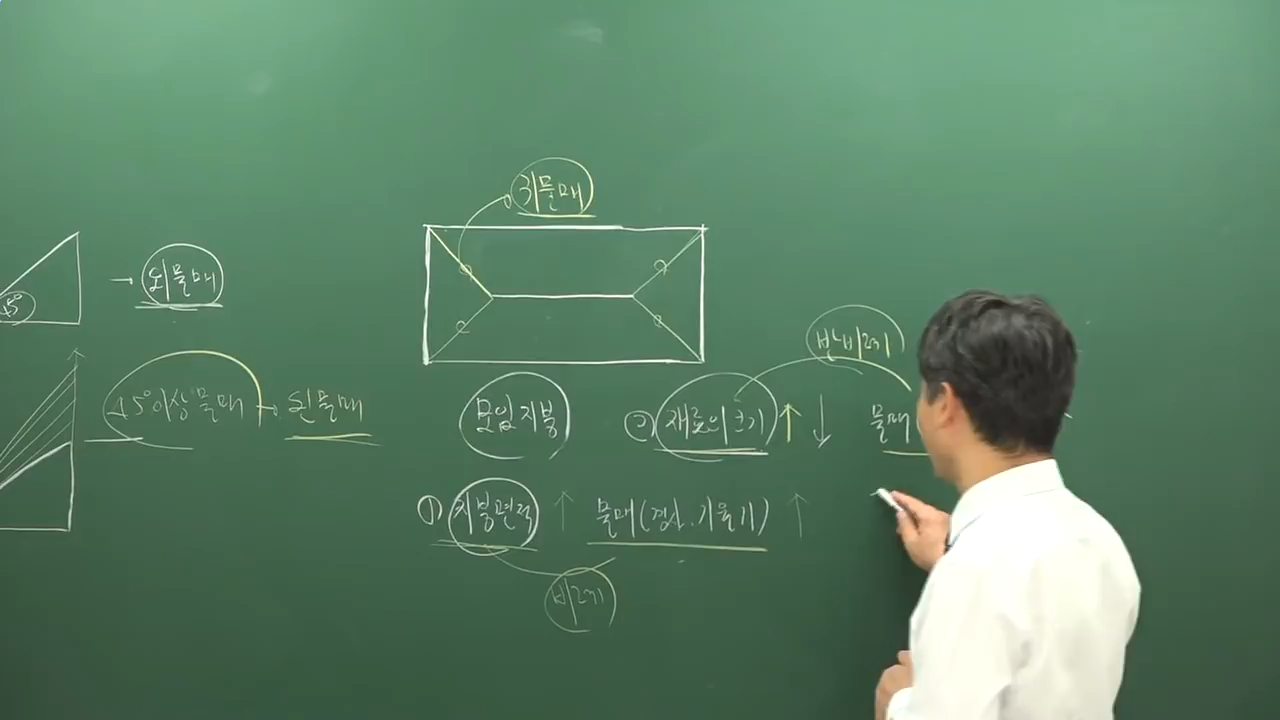 귀물매
45°
→ 되물매
45°이상 물매 → 된물매
반비례
모임지붕
② 재료의 크기 ↑ ↓ 물매
① 지붕면적 ↑ 물매(경사.기울기) ↑
비례